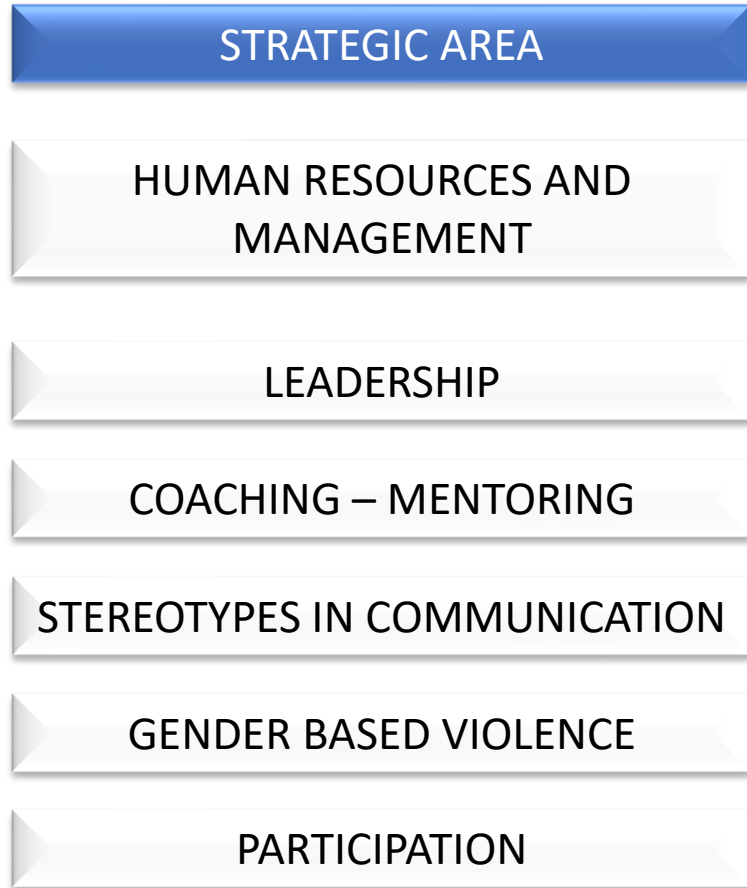 STRATEGIC AREA
HUMAN RESOURCES AND
MANAGEMENT
LEADERSHIP
COACHING – MENTORING
STEREOTYPES IN COMMUNICATION
GENDER BASED VIOLENCE
PARTICIPATION